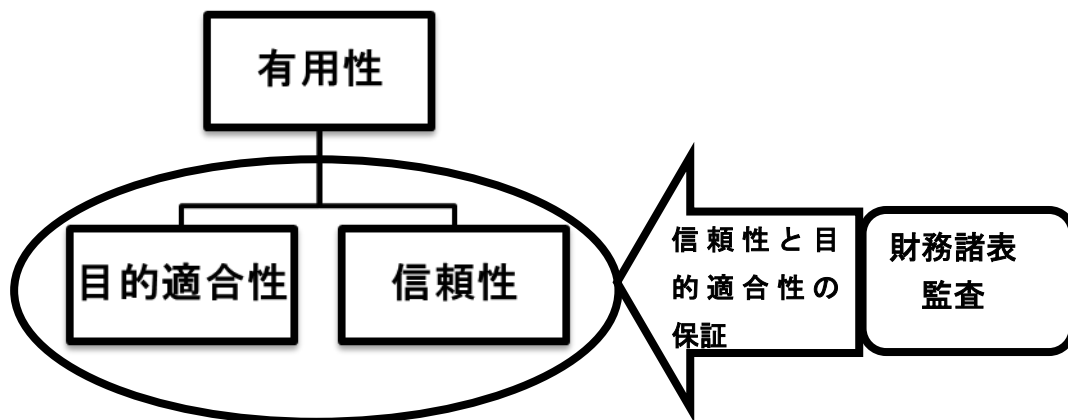 有用性
目的適合性
信頼性
信頼性と目
的適合性の
保証
財務諸表
監査